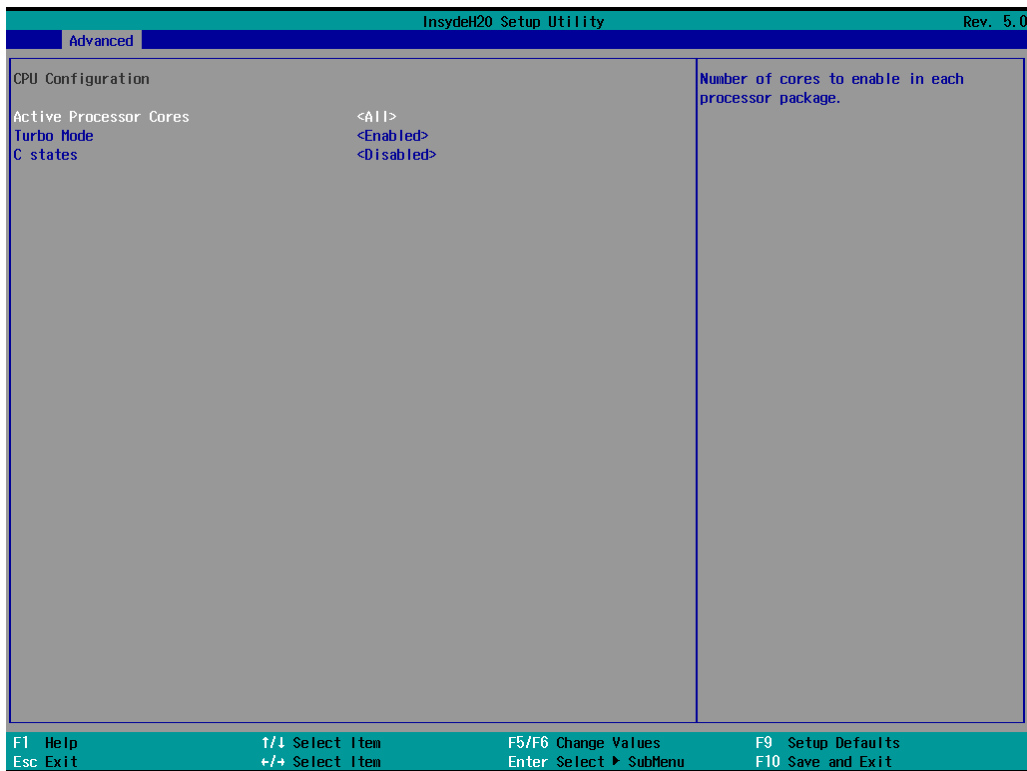 InsydeH20 Setup Utility Rev. 5.0
Advanced
CPU Configuration
Active Processor Cores <All>
Turbo Mode <Enabled>
C states <Disabled>
Number of cores to enable in each
processor package.
F1 Help ↑/↓ Select Item F5/F6 Change Values F9 Setup Defaults
Esc Exit ←/→ Select Item Enter Select ▶ SubMenu F10 Save and Exit